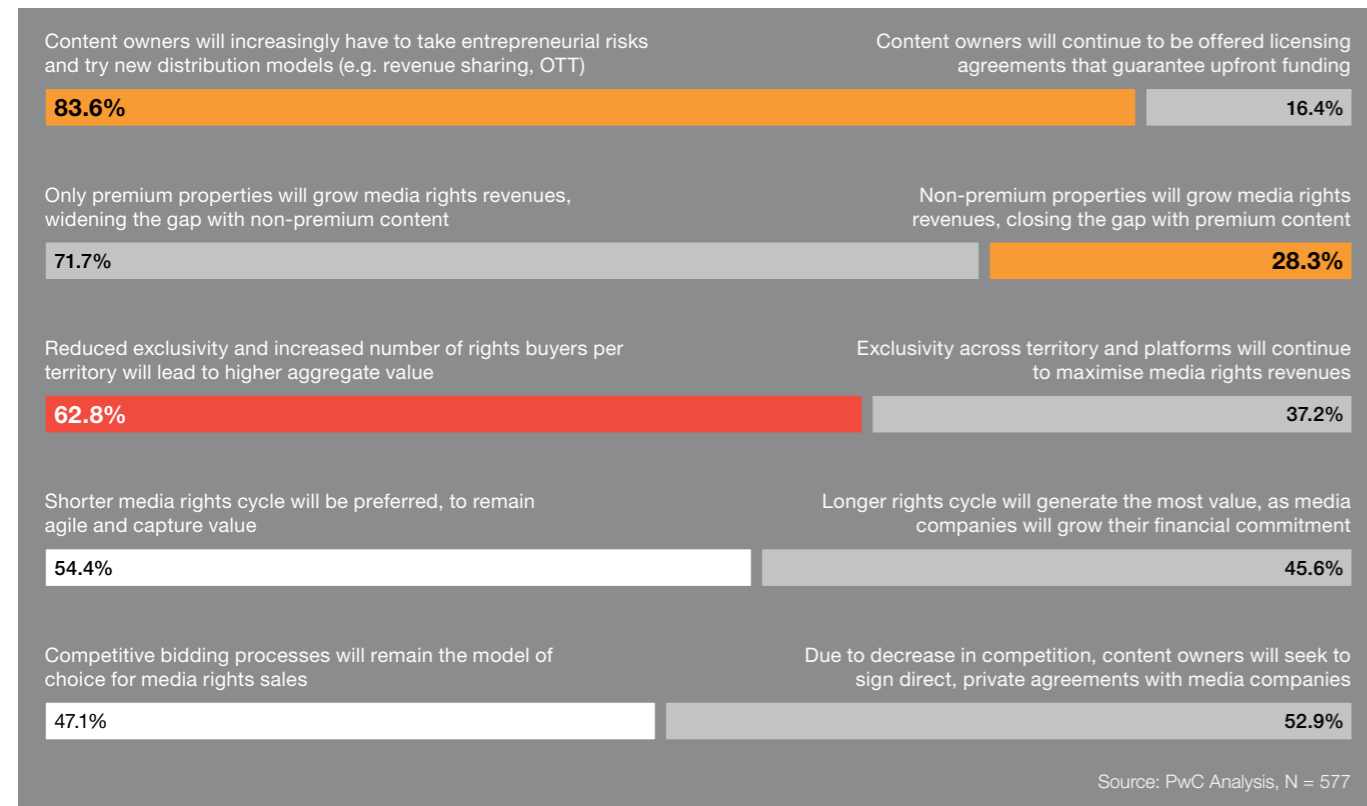 Content owners will increasingly have to take entrepreneurial risks
and try new distribution models (e.g. revenue sharing, OTT)
Content owners will continue to be offered licensing
agreements that guarantee upfront funding
83.6%
16.4%
Only premium properties will grow media rights revenues,
widening the gap with non-premium content
Non-premium properties will grow media rights
revenues, closing the gap with premium content
71.7%
28.3%
Reduced exclusivity and increased number of rights buyers per
territory will lead to higher aggregate value
Exclusivity across territory and platforms will continue
to maximise media rights revenues
62.8%
37.2%
Shorter media rights cycle will be preferred, to remain
agile and capture value
Longer rights cycle will generate the most value, as media
companies will grow their financial commitment
54.4%
45.6%
Competitive bidding processes will remain the model of
choice for media rights sales
Due to decrease in competition, content owners will seek to
sign direct, private agreements with media companies
47.1%
52.9%
Source: PwC Analysis, N = 577